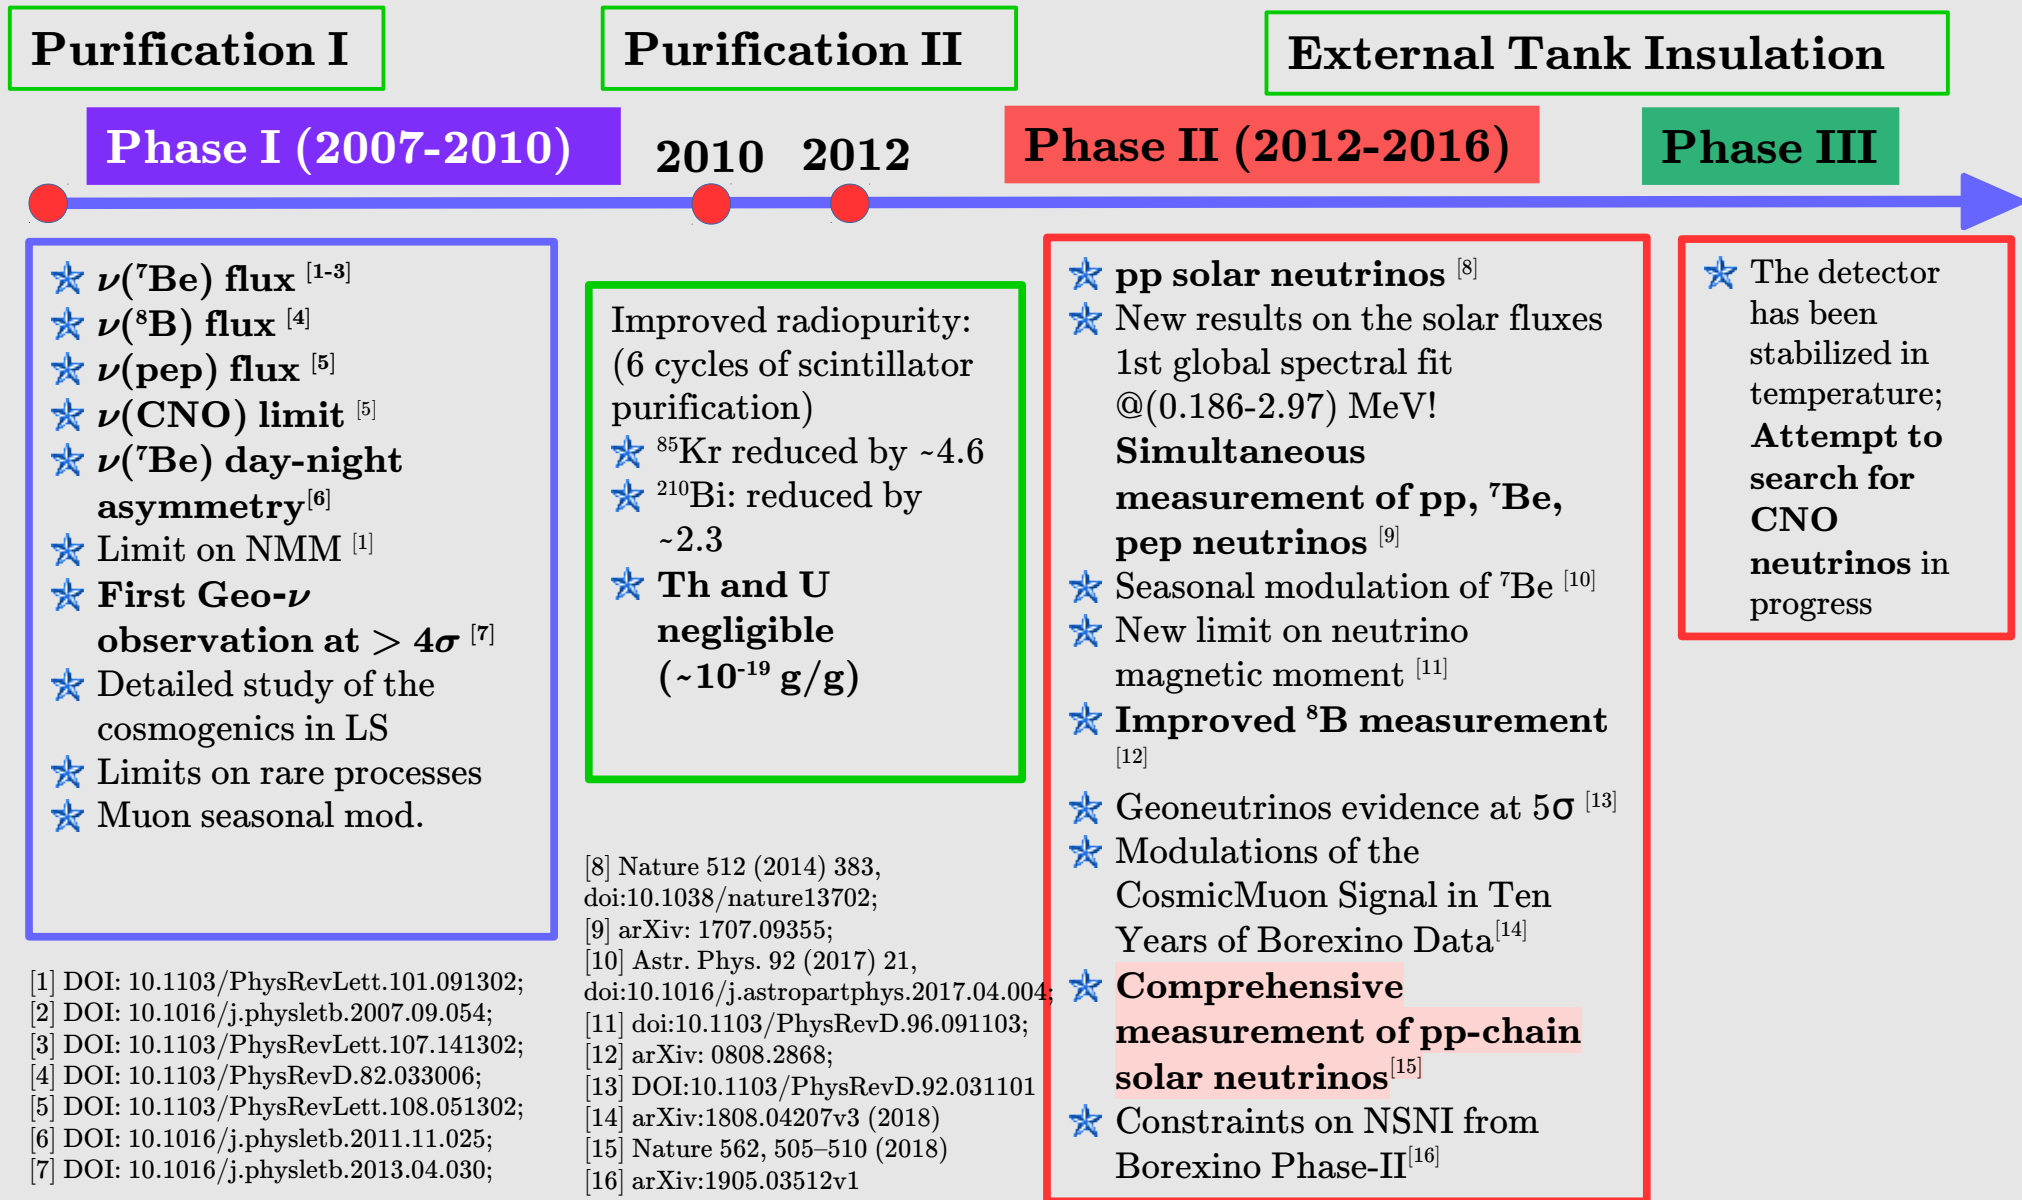 Purification I
Purification II
External Tank Insulation
Phase I (2007-2010)
2010
2012
Phase II (2012-2016)
Phase III
ν(⁷Be) flux [1-3]
ν(⁸B) flux [4]
ν(pep) flux [5]
ν(CNO) limit [5]
ν(⁷Be) day-night
asymmetry[6]
Limit on NMM [1]
First Geo-ν
observation at > 4σ [7]
Detailed study of the
cosmogenics in LS
Limits on rare processes
Muon seasonal mod.
[1] DOI: 10.1103/PhysRevLett.101.091302;
[2] DOI: 10.1016/j.physletb.2007.09.054;
[3] DOI: 10.1103/PhysRevLett.107.141302;
[4] DOI: 10.1103/PhysRevD.82.033006;
[5] DOI: 10.1103/PhysRevLett.108.051302;
[6] DOI: 10.1016/j.physletb.2011.11.025;
[7] DOI: 10.1016/j.physletb.2013.04.030;
Improved radiopurity:
(6 cycles of scintillator
purification)
⁸⁵Kr reduced by ~4.6
²¹⁰Bi: reduced by
~2.3
Th and U
negligible
(~10⁻¹⁹ g/g)
[8] Nature 512 (2014) 383,
doi:10.1038/nature13702;
[9] arXiv: 1707.09355;
[10] Astr. Phys. 92 (2017) 21,
doi:10.1016/j.astropartphys.2017.04.004;
[11] doi:10.1103/PhysRevD.96.091103;
[12] arXiv: 0808.2868;
[13] DOI:10.1103/PhysRevD.92.031101
[14] arXiv:1808.04207v3 (2018)
[15] Nature 562, 505–510 (2018)
[16] arXiv:1905.03512v1
pp solar neutrinos [8]
New results on the solar fluxes
1st global spectral fit
@(0.186-2.97) MeV!
Simultaneous
measurement of pp, ⁷Be,
pep neutrinos [9]
Seasonal modulation of ⁷Be [10]
New limit on neutrino
magnetic moment [11]
Improved ⁸B measurement
[12]
Geoneutrinos evidence at 5σ [13]
Modulations of the
CosmicMuon Signal in Ten
Years of Borexino Data[14]
Comprehensive
measurement of pp-chain
solar neutrinos[15]
Constraints on NSNI from
Borexino Phase-II[16]
The detector
has been
stabilized in
temperature;
Attempt to
search for
CNO
neutrinos in
progress